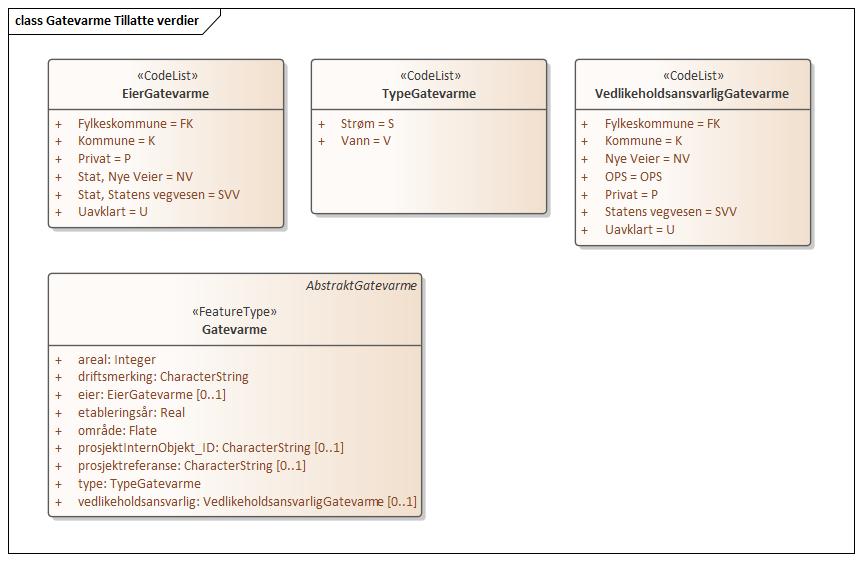 class Gatevarme Tillatte verdier
«CodeList»
EierGatevarme
+ Fylkeskommune = FK
+ Kommune = K
+ Privat = P
+ Stat, Nye Veier = NV
+ Stat, Statens vegvesen = SVV
+ Uavklart = U
«CodeList»
TypeGatevarme
+ Strøm = S
+ Vann = V
«CodeList»
VedlikeholdsansvarligGatevarme
+ Fylkeskommune = FK
+ Kommune = K
+ Nye Veier = NV
+ OPS = OPS
+ Privat = P
+ Statens vegvesen = SVV
+ Uavklart = U
AbstraktGatevarme
«FeatureType»
Gatevarme
+ areal: Integer
+ driftsmerking: CharacterString
+ eier: EierGatevarme [0..1]
+ etableringsår: Real
+ område: Flate
+ prosjektInternObjekt_ID: CharacterString [0..1]
+ prosjektreferanse: CharacterString [0..1]
+ type: TypeGatevarme
+ vedlikeholdsansvarlig: VedlikeholdsansvarligGatevarme [0..1]